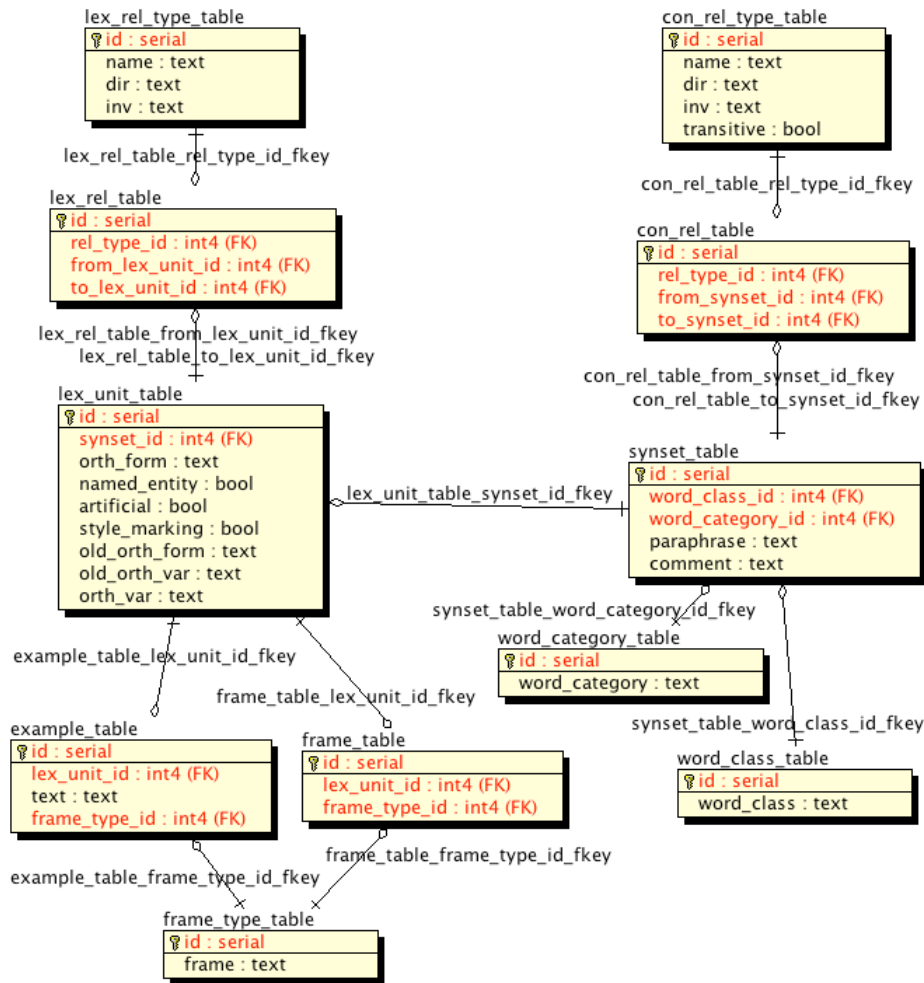 lex_rel_type_table
id : serial
name : text
dir : text
inv : text
lex_rel_table_rel_type_id_fkey
lex_rel_table
id : serial
rel_type_id : int4 (FK)
from_lex_unit_id : int4 (FK)
to_lex_unit_id : int4 (FK)
lex_rel_table_from_lex_unit_id_fkey
lex_rel_table_to_lex_unit_id_fkey
lex_unit_table
id : serial
synset_id : int4 (FK)
orth_form : text
named_entity : bool
artificial : bool
style_marking : bool
old_orth_form : text
old_orth_var : text
orth_var : text
con_rel_type_table
id : serial
name : text
dir : text
inv : text
transitive : bool
con_rel_table_rel_type_id_fkey
con_rel_table
id : serial
rel_type_id : int4 (FK)
from_synset_id : int4 (FK)
to_synset_id : int4 (FK)
con_rel_table_from_synset_id_fkey
con_rel_table_to_synset_id_fkey
lex_unit_table_synset_id_fkey
synset_table
id : serial
word_class_id : int4 (FK)
word_category_id : int4 (FK)
paraphrase : text
comment : text
synset_table_word_category_id_fkey
word_category_table
id : serial
word_category : text
synset_table_word_class_id_fkey
word_class_table
id : serial
word_class : text
example_table_lex_unit_id_fkey
frame_table_lex_unit_id_fkey
example_table
id : serial
lex_unit_id : int4 (FK)
text : text
frame_type_id : int4 (FK)
frame_table
id : serial
lex_unit_id : int4 (FK)
frame_type_id : int4 (FK)
frame_table_frame_type_id_fkey
example_table_frame_type_id_fkey
frame_type_table
id : serial
frame : text